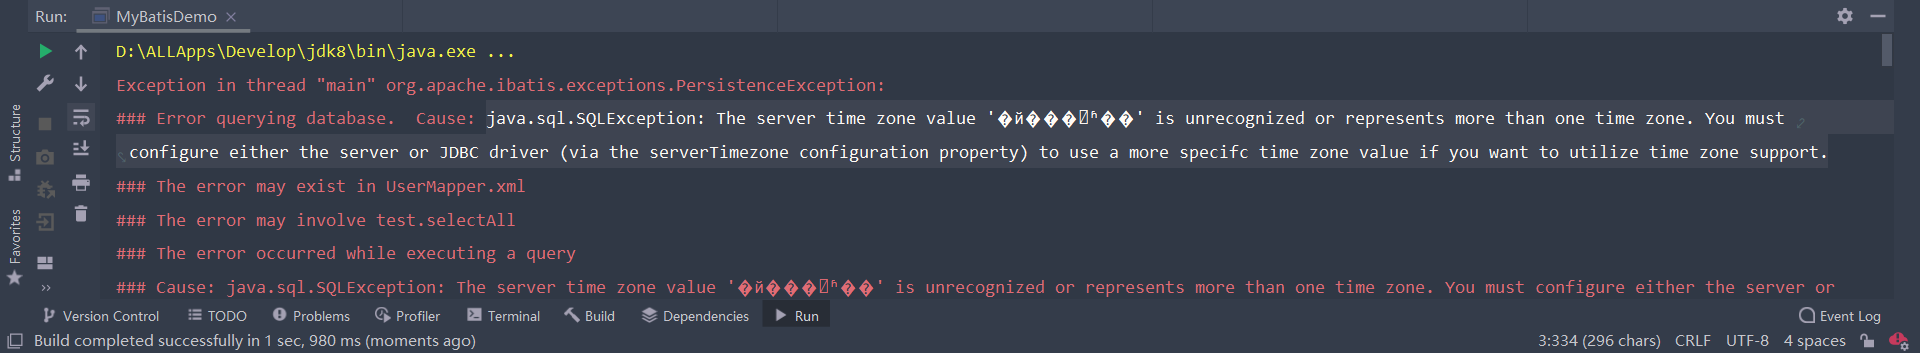 Run: MyBatisDemo
D:\ALLApps\Develop\jdk8\bin\java.exe ...
Exception in thread "main" org.apache.ibatis.exceptions.PersistenceException:
### Error querying database.  Cause: java.sql.SQLException: The server time zone value '�й���⍰ʱ��' is unrecognized or represents more than one time zone. You must
configure either the server or JDBC driver (via the serverTimezone configuration property) to use a more specifc time zone value if you want to utilize time zone support.
### The error may exist in UserMapper.xml
### The error may involve test.selectAll
### The error occurred while executing a query
### Cause: java.sql.SQLException: The server time zone value '�й���⍰ʱ��' is unrecognized or represents more than one time zone. You must configure either the server or
Structure
Favorites
Version Control TODO Problems Profiler Terminal Build Dependencies Run Event Log
Build completed successfully in 1 sec, 980 ms (moments ago) 3:334 (296 chars) CRLF UTF-8 4 spaces